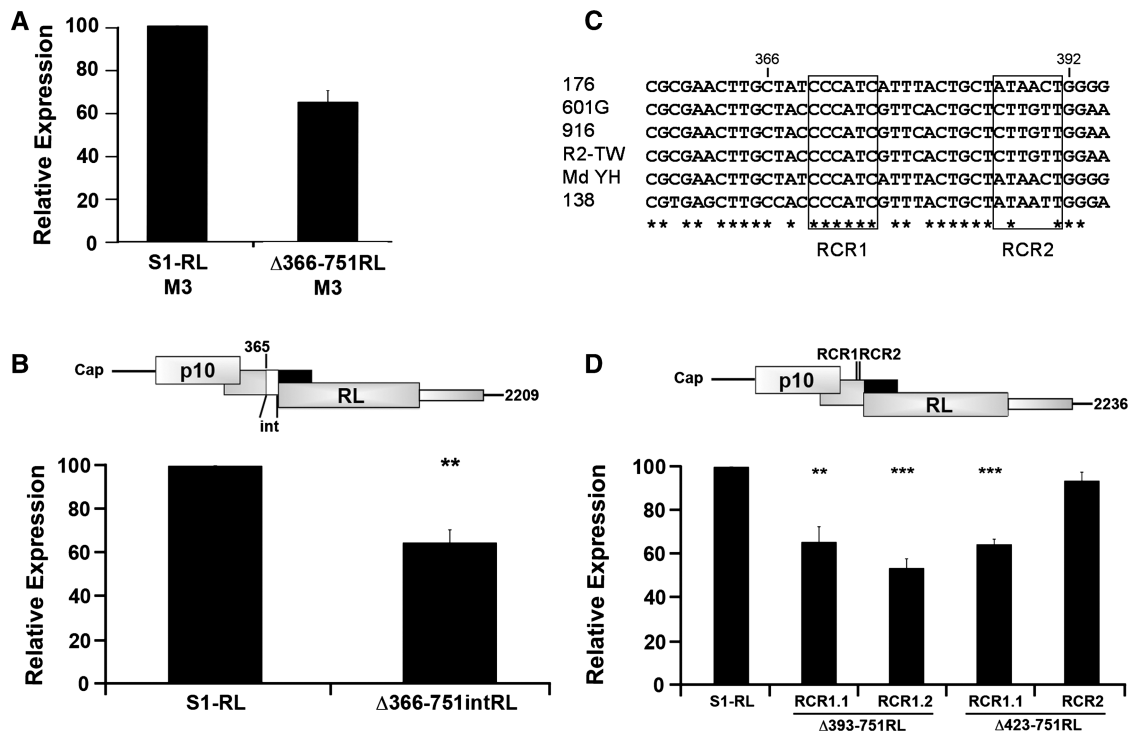 A
Relative Expression
100
80
60
40
20
0
S1-RL
M3
Δ366-751RL
M3
B
Cap
p10
365
int
RL
2209
Relative Expression
100
80
60
40
20
0
**
S1-RL
Δ366-751intRL
C
366
392
176 CGCGAACTTGCTATCCCATCATTTACTGCTATAACTGGGG
601G CGCGAACTTGCTACCCCATCGTTCACTGCTCTTGTTGGAA
916 CGCGAACTTGCTACCCCATCGTTCACTGCTCTTGTTGGAA
R2-TW CGCGAACTTGCTACCCCATCGTTCACTGCTCTTGTTGGAA
Md YH CGCGAACTTGCTATCCCATCATTTACTGCTATAACTGGGG
138 CGTGAGCTTGCCACCCCATCGTTTACTGCTATAATTGGGA
** ** ***** * ****** ** ****** * ***
RCR1
RCR2
D
Cap
p10
RCR1RCR2
RL
2236
Relative Expression
100
80
60
40
20
0
**
***
***
S1-RL
RCR1.1
RCR1.2
RCR1.1
RCR2
Δ393-751RL
Δ423-751RL